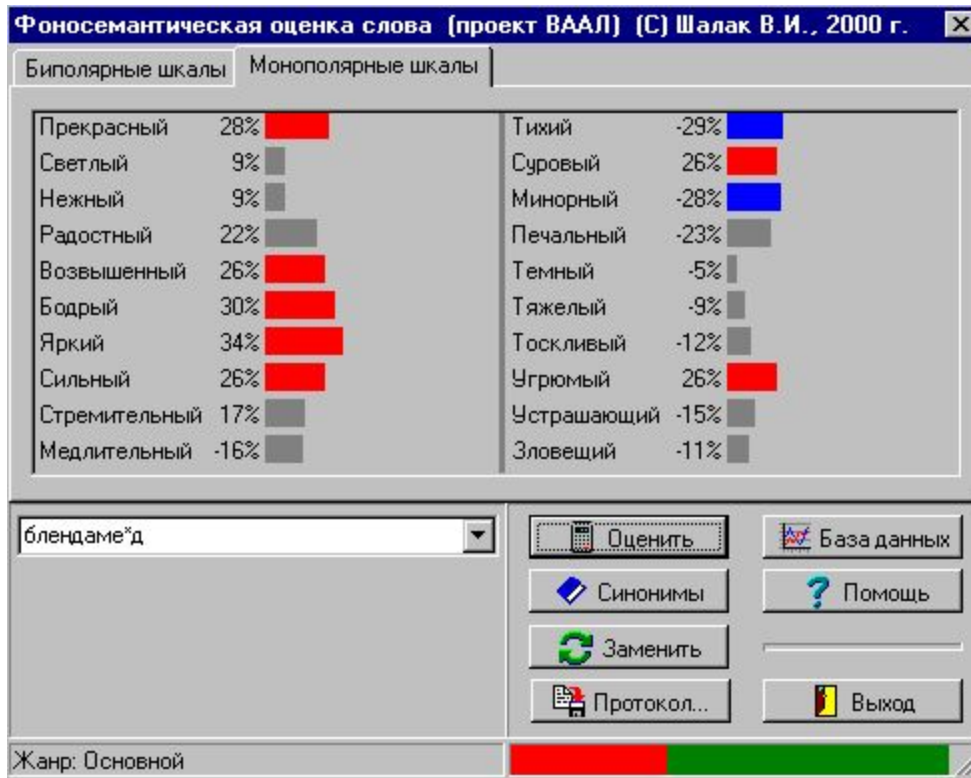 Фоносемантическая оценка слова (проект ВААЛ) (C) Шалак В.И., 2000 г.
Биполярные шкалы Монополярные шкалы
Прекрасный 28%
Светлый 9%
Нежный 9%
Радостный 22%
Возвышенный 26%
Бодрый 30%
Яркий 34%
Сильный 26%
Стремительный 17%
Медлительный -16%
Тихий -29%
Суровый 26%
Минорный -28%
Печальный -23%
Темный -5%
Тяжелый -9%
Тоскливый -12%
Угрюмый 26%
Устрашающий -15%
Зловещий -11%
блендаме*д
Оценить База данных
Синонимы Помощь
Заменить
Протокол... Выход
Жанр: Основной